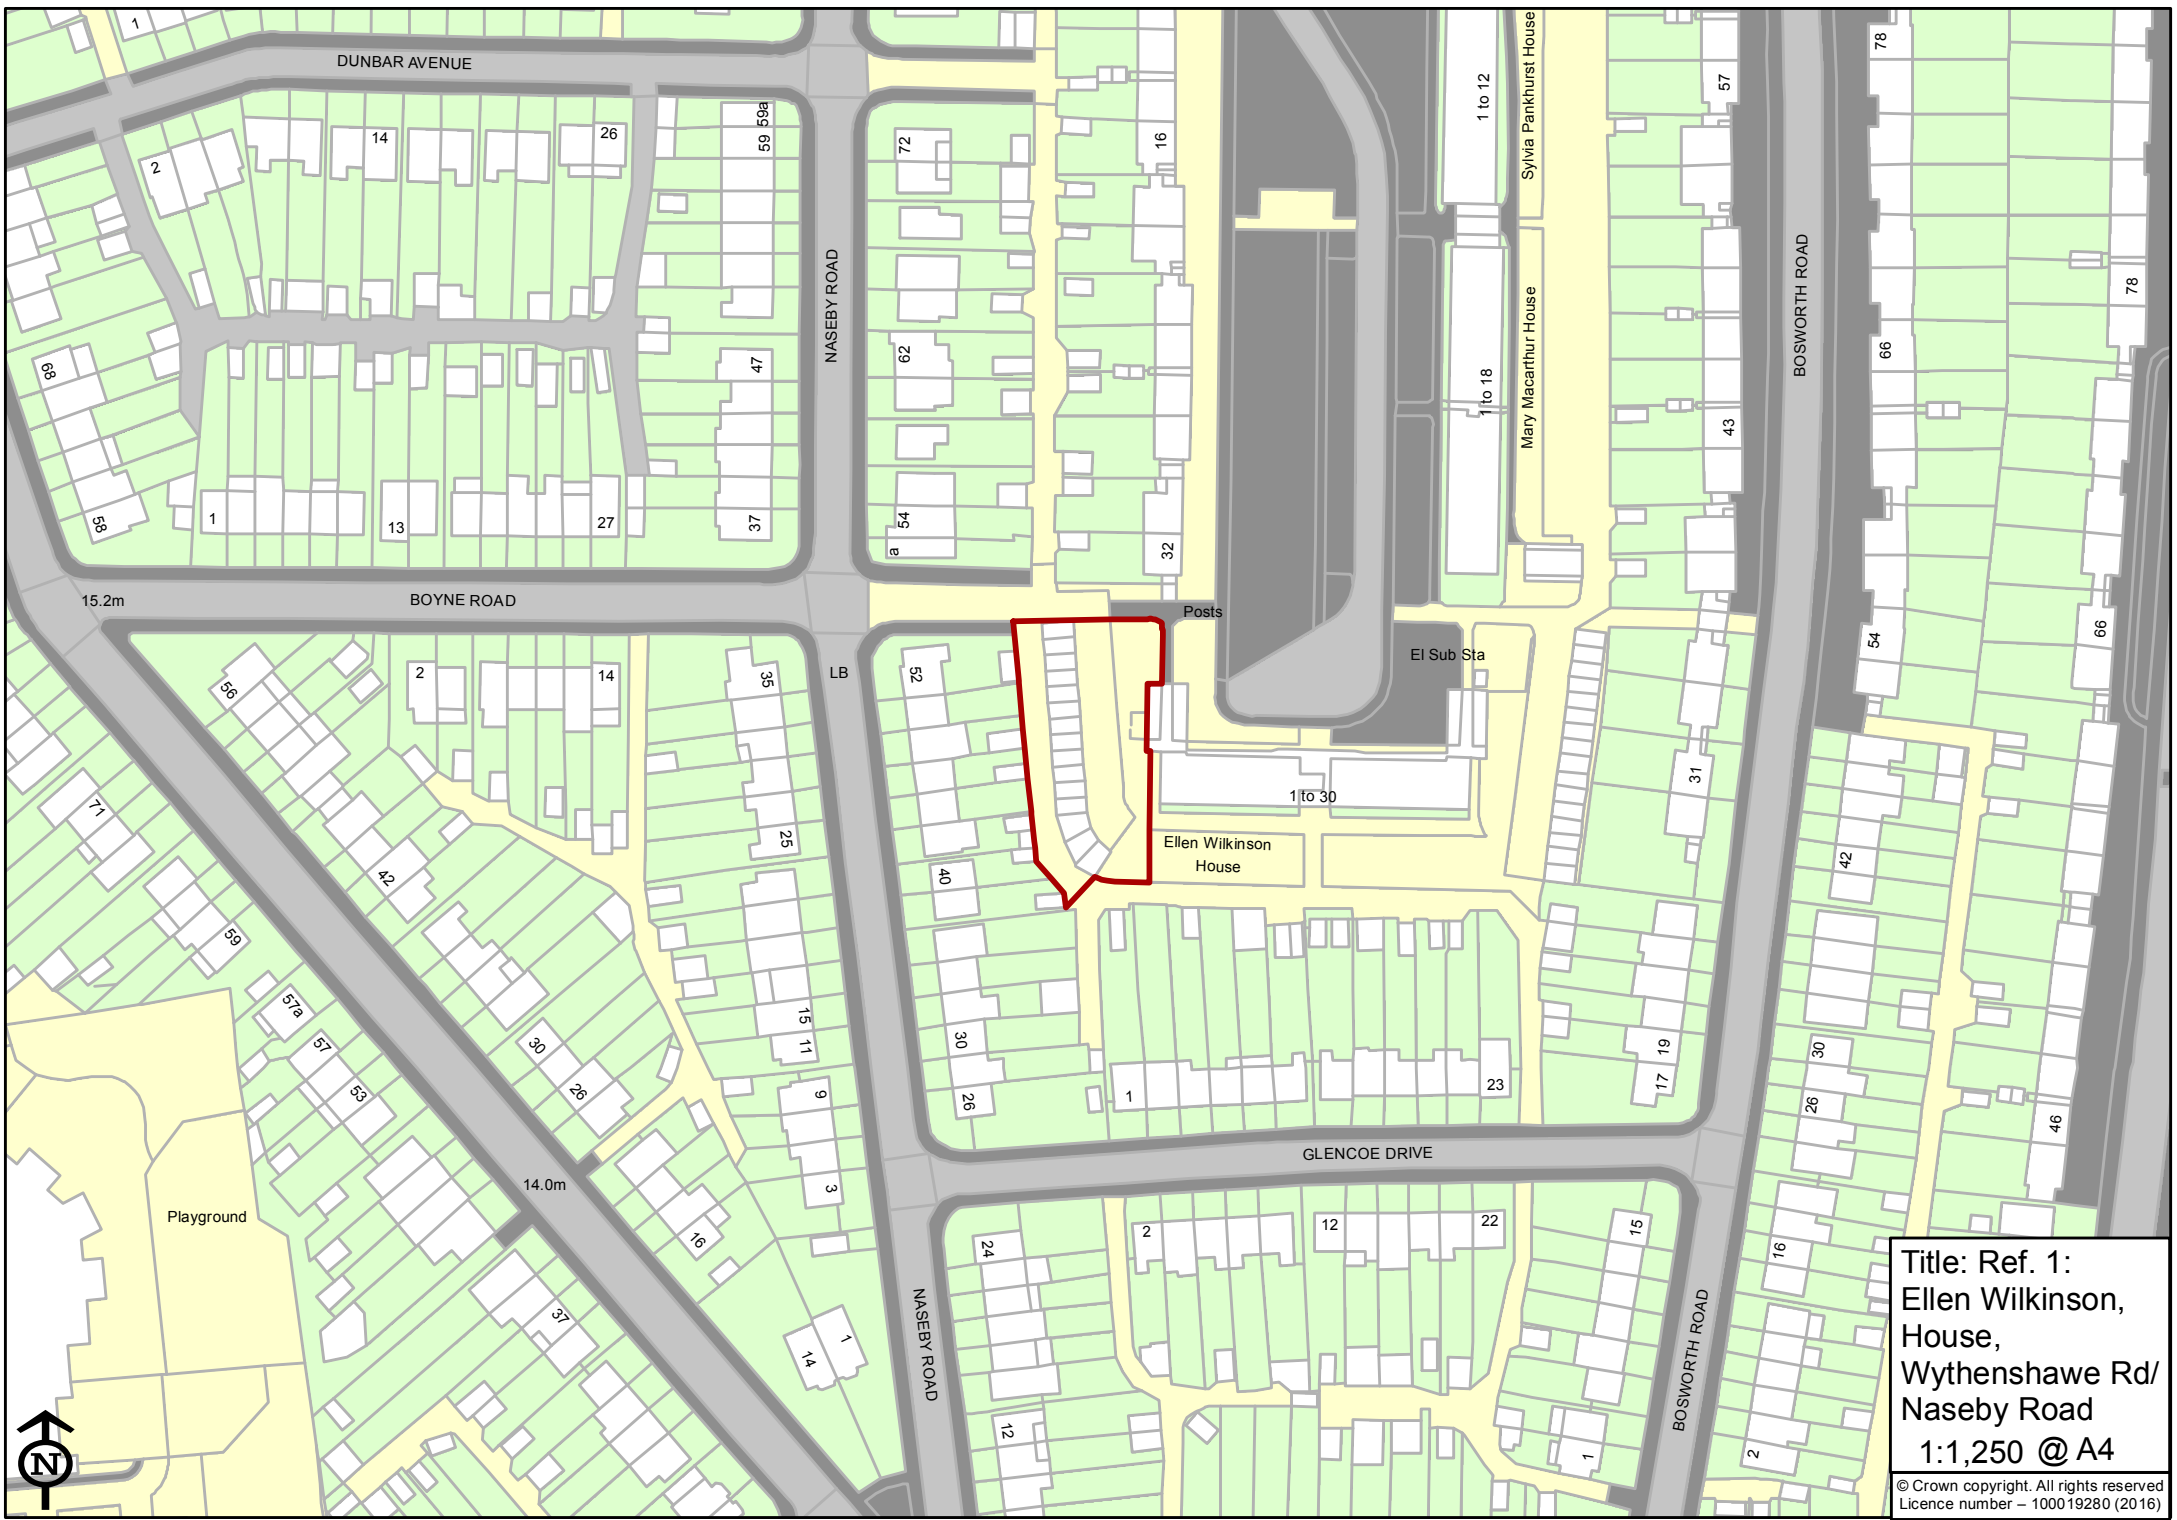 1
DUNBAR AVENUE
2
14
26
59 59a
72
16
1 to 12
Sylvia Pankhurst House
57
78
NASEBY ROAD
BOSWORTH ROAD
78
68
47
62
1 to 18
Mary Macarthur House
66
43
58
1
13
27
37
54
a
32
15.2m
BOYNE ROAD
Posts
El Sub Sta
54
66
LB
56
2
14
35
52
31
71
25
1 to 30
42
40
Ellen Wilkinson
House
42
59
57a
15
11
30
19
30
57
30
53
26
9
26
1
23
17
26
46
14.0m
3
GLENCOE DRIVE
Playground
16
24
2
12
22
15
16
37
14
1
NASEBY ROAD
BOSWORTH ROAD
12
1
2
N
Title: Ref. 1:
Ellen Wilkinson,
House,
Wythenshawe Rd/
Naseby Road
1:1,250 @ A4
© Crown copyright. All rights reserved
Licence number – 100019280 (2016)